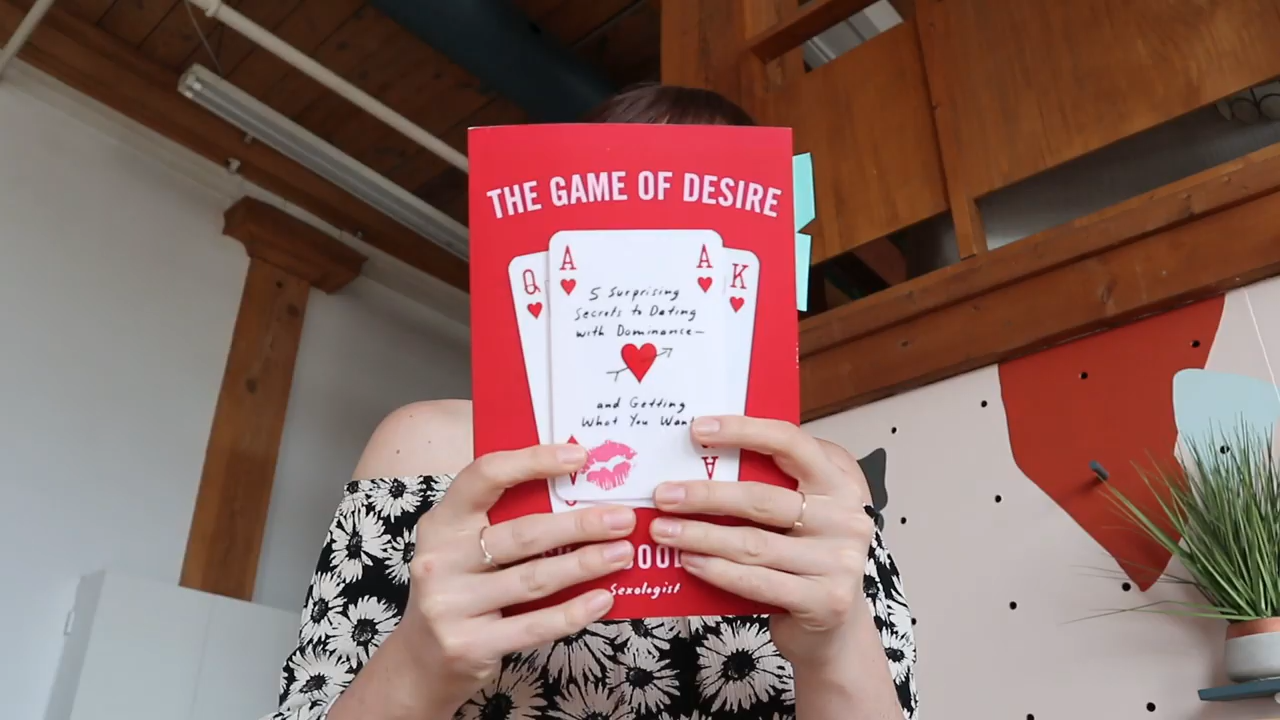 THE GAME OF DESIRE
A A
Q K
5 Surprising
Secrets to Dating
with Dominance—
and Getting
What You Want
A A
Sexologist